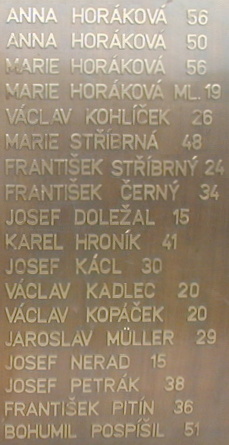 ANNA HORÁKOVÁ 56
ANNA HORÁKOVÁ 50
MARIE HORÁKOVÁ 56
MARIE HORÁKOVÁ ML. 19
VÁCLAV KOHLÍČEK 26
MARIE STŘÍBRNÁ 48
FRANTIŠEK STŘÍBRNÝ 24
FRANTIŠEK ČERNÝ 34
JOSEF DOLEŽAL 15
KAREL HRONÍK 41
JOSEF KÁCL 30
VÁCLAV KADLEC 20
VÁCLAV KOPÁČEK 20
JAROSLAV MÜLLER 29
JOSEF NERAD 15
JOSEF PETRÁK 38
FRANTIŠEK PITÍN 36
BOHUMIL POSPÍŠIL 51